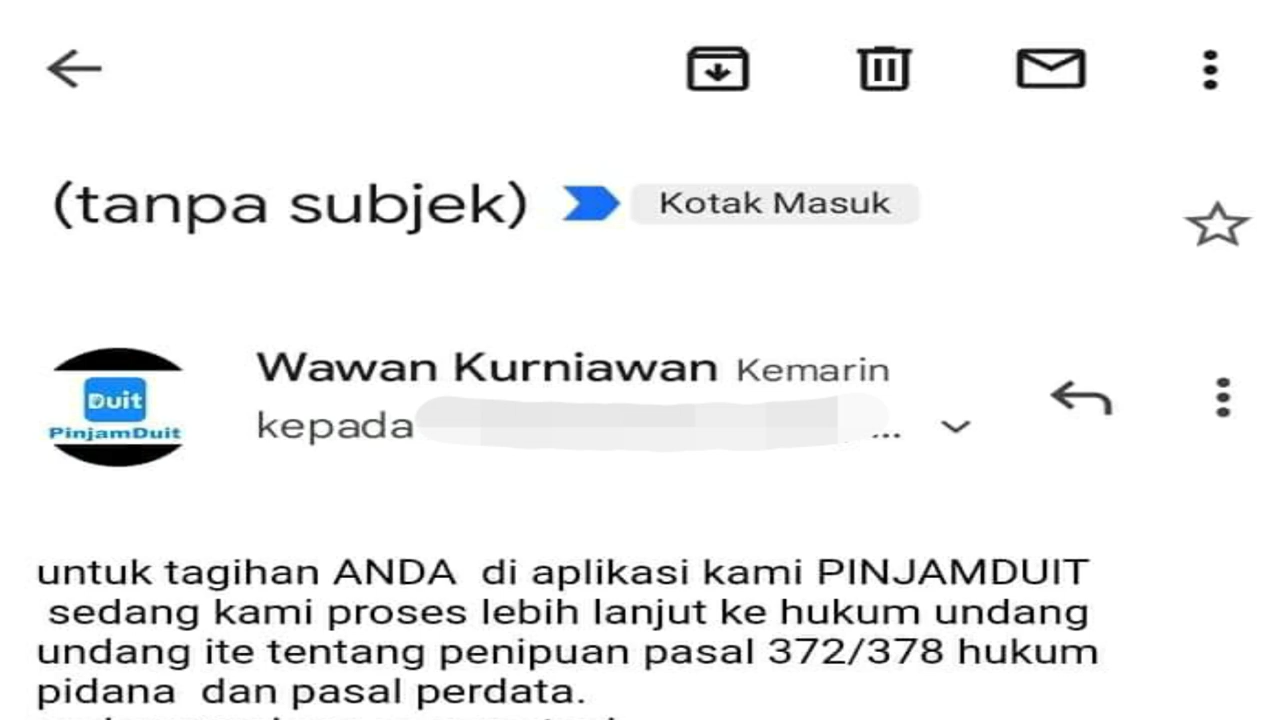 (tanpa subjek) Kotak Masuk
Duit
PinjamDuit
Wawan Kurniawan Kemarin
kepada ...
untuk tagihan ANDA di aplikasi kami PINJAMDUIT
sedang kami proses lebih lanjut ke hukum undang
undang ite tentang penipuan pasal 372/378 hukum
pidana dan pasal perdata.